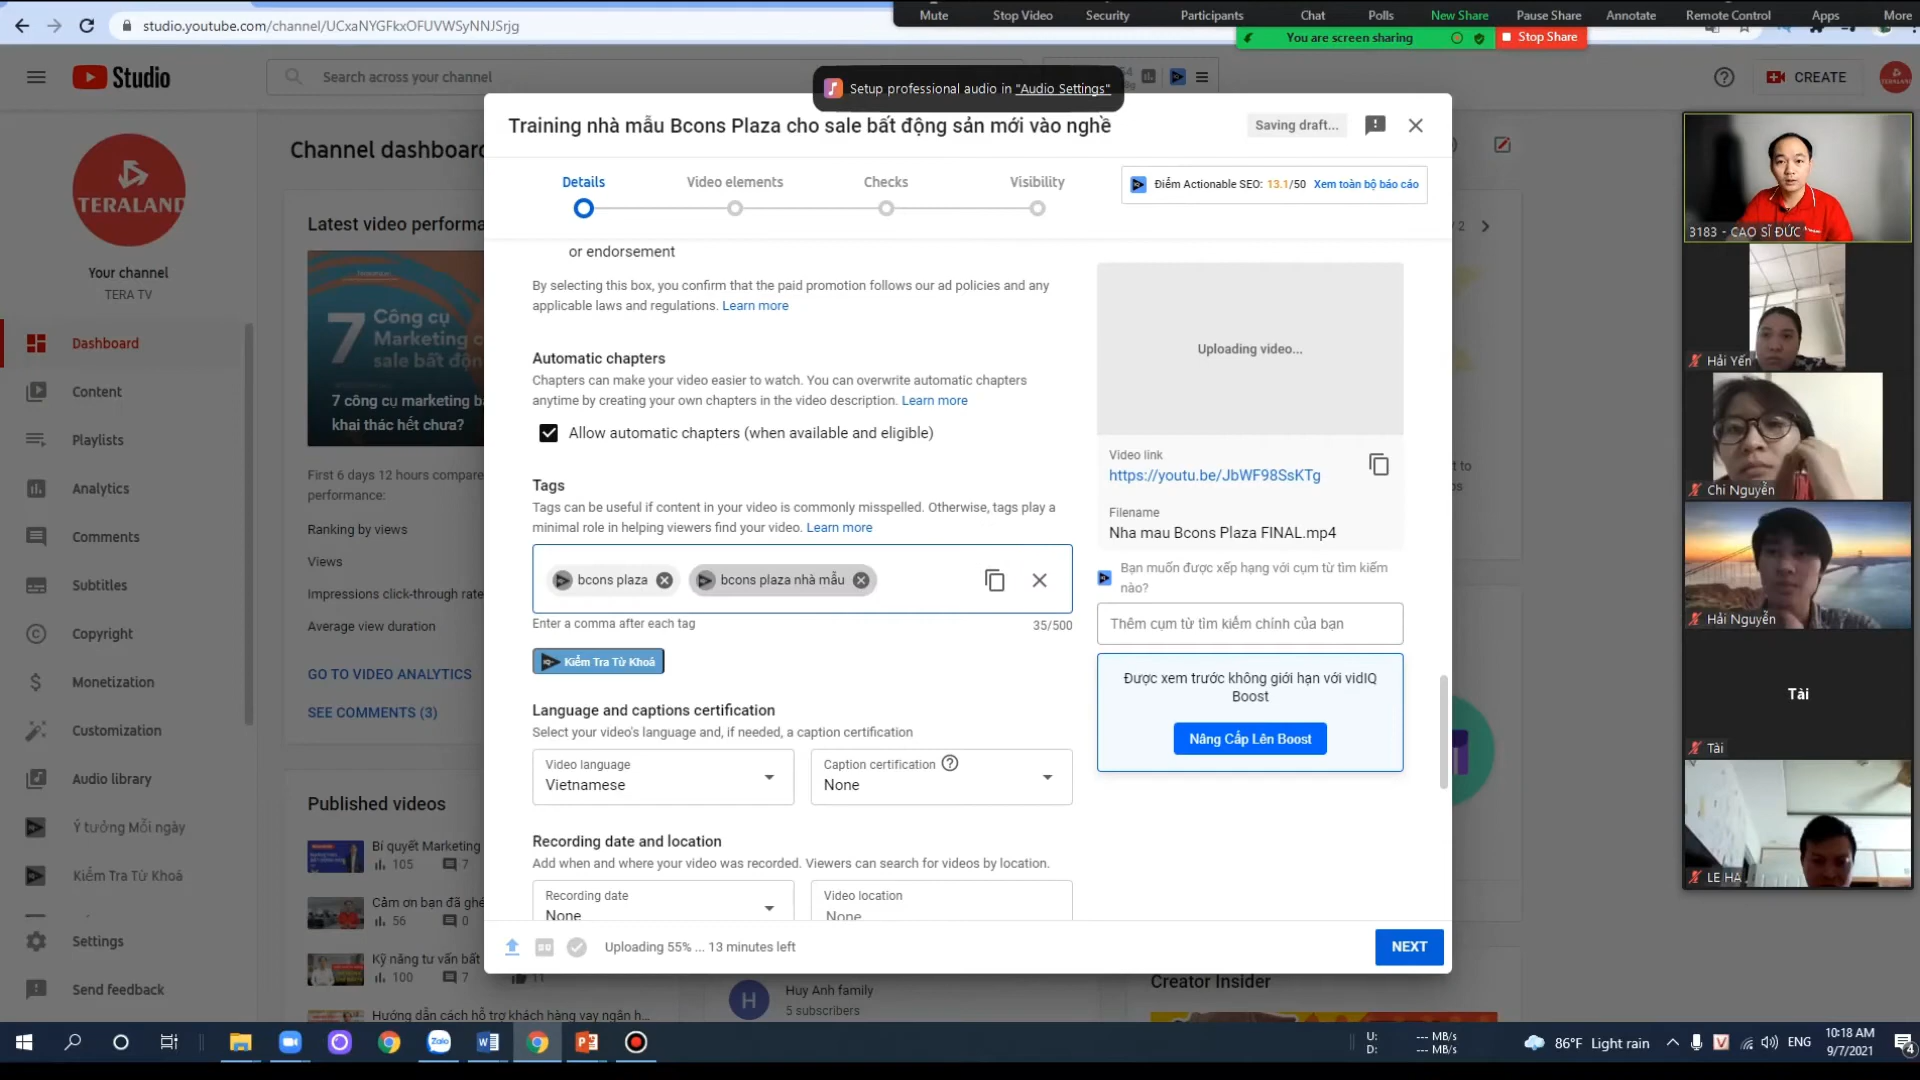 studio.youtube.com/channel/UCxaNYGFkxOFUVWSyNNJSrjg
Mute
Stop Video
Security
Participants
Chat
Polls
New Share
Pause Share
Annotate
Remote Control
Apps
More
You are screen sharing
Stop Share
Studio
Search across your channel
Setup professional audio in "Audio Settings"
CREATE
TERALAND
Your channel
TERA TV
Dashboard
Content
Playlists
Analytics
Comments
Subtitles
Copyright
Monetization
Customization
Audio library
Ý tưởng Mỗi ngày
Kiểm Tra Từ Khoá
Settings
Send feedback
Channel dashboard
Latest video performa
7 Công cụ
Marketing c
sale bất độn
7 công cụ marketing b
khai thác hết chưa?
First 6 days 12 hours compare
performance:
Ranking by views
Views
Impressions click-through rate
Average view duration
GO TO VIDEO ANALYTICS
SEE COMMENTS (3)
Published videos
Bí quyết Marketing
105
7
Cảm ơn bạn đã ghé
56
0
Kỹ năng tư vấn bất
100
7
11
Hướng dẫn cách hỗ trợ khách hàng vay ngân h...
Training nhà mẫu Bcons Plaza cho sale bất động sản mới vào nghề
Saving draft...
Details
Video elements
Checks
Visibility
Điểm Actionable SEO: 13.1/50 Xem toàn bộ báo cáo
or endorsement
By selecting this box, you confirm that the paid promotion follows our ad policies and any
applicable laws and regulations. Learn more
Automatic chapters
Chapters can make your video easier to watch. You can overwrite automatic chapters
anytime by creating your own chapters in the video description. Learn more
Allow automatic chapters (when available and eligible)
Tags
Tags can be useful if content in your video is commonly misspelled. Otherwise, tags play a
minimal role in helping viewers find your video. Learn more
bcons plaza
bcons plaza nhà mẫu
Enter a comma after each tag
35/500
Kiểm Tra Từ Khoá
Language and captions certification
Select your video's language and, if needed, a caption certification
Video language
Vietnamese
Caption certification
None
Recording date and location
Add when and where your video was recorded. Viewers can search for videos by location.
Recording date
None
Video location
None
Uploading video...
Video link
https://youtu.be/JbWF98SsKTg
Filename
Nha mau Bcons Plaza FINAL.mp4
Bạn muốn được xếp hạng với cụm từ tìm kiếm
nào?
Thêm cụm từ tìm kiếm chính của bạn
Được xem trước không giới hạn với vidIQ
Boost
Nâng Cấp Lên Boost
Uploading 55% ... 13 minutes left
NEXT
H
Huy Anh family
5 subscribers
Creator Insider
/ 2
3183 - CAO SĨ ĐỨC
Hải Yến
Chi Nguyễn
Hải Nguyễn
Tài
Tài
LE HA
Zalo
U:
D:
--- MB/s
--- MB/s
86°F Light rain
V
ENG
10:18 AM
9/7/2021
4